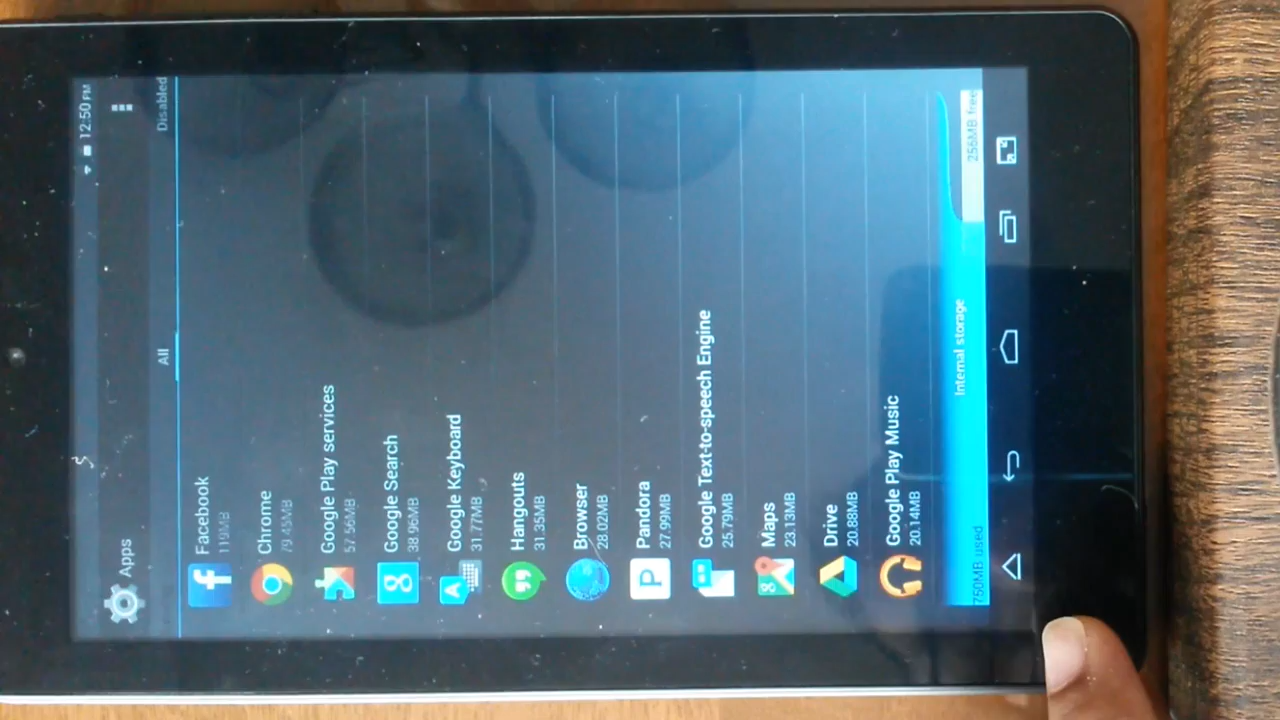 12:50 PM
Apps
All
Disabled
Facebook
119MB
Chrome
79.45MB
Google Play services
57.56MB
Google Search
38.96MB
Google Keyboard
31.77MB
Hangouts
31.35MB
Browser
28.02MB
Pandora
27.99MB
Google Text-to-speech Engine
25.79MB
Maps
23.13MB
Drive
20.88MB
Google Play Music
20.14MB
Internal storage
750MB used
256MB free